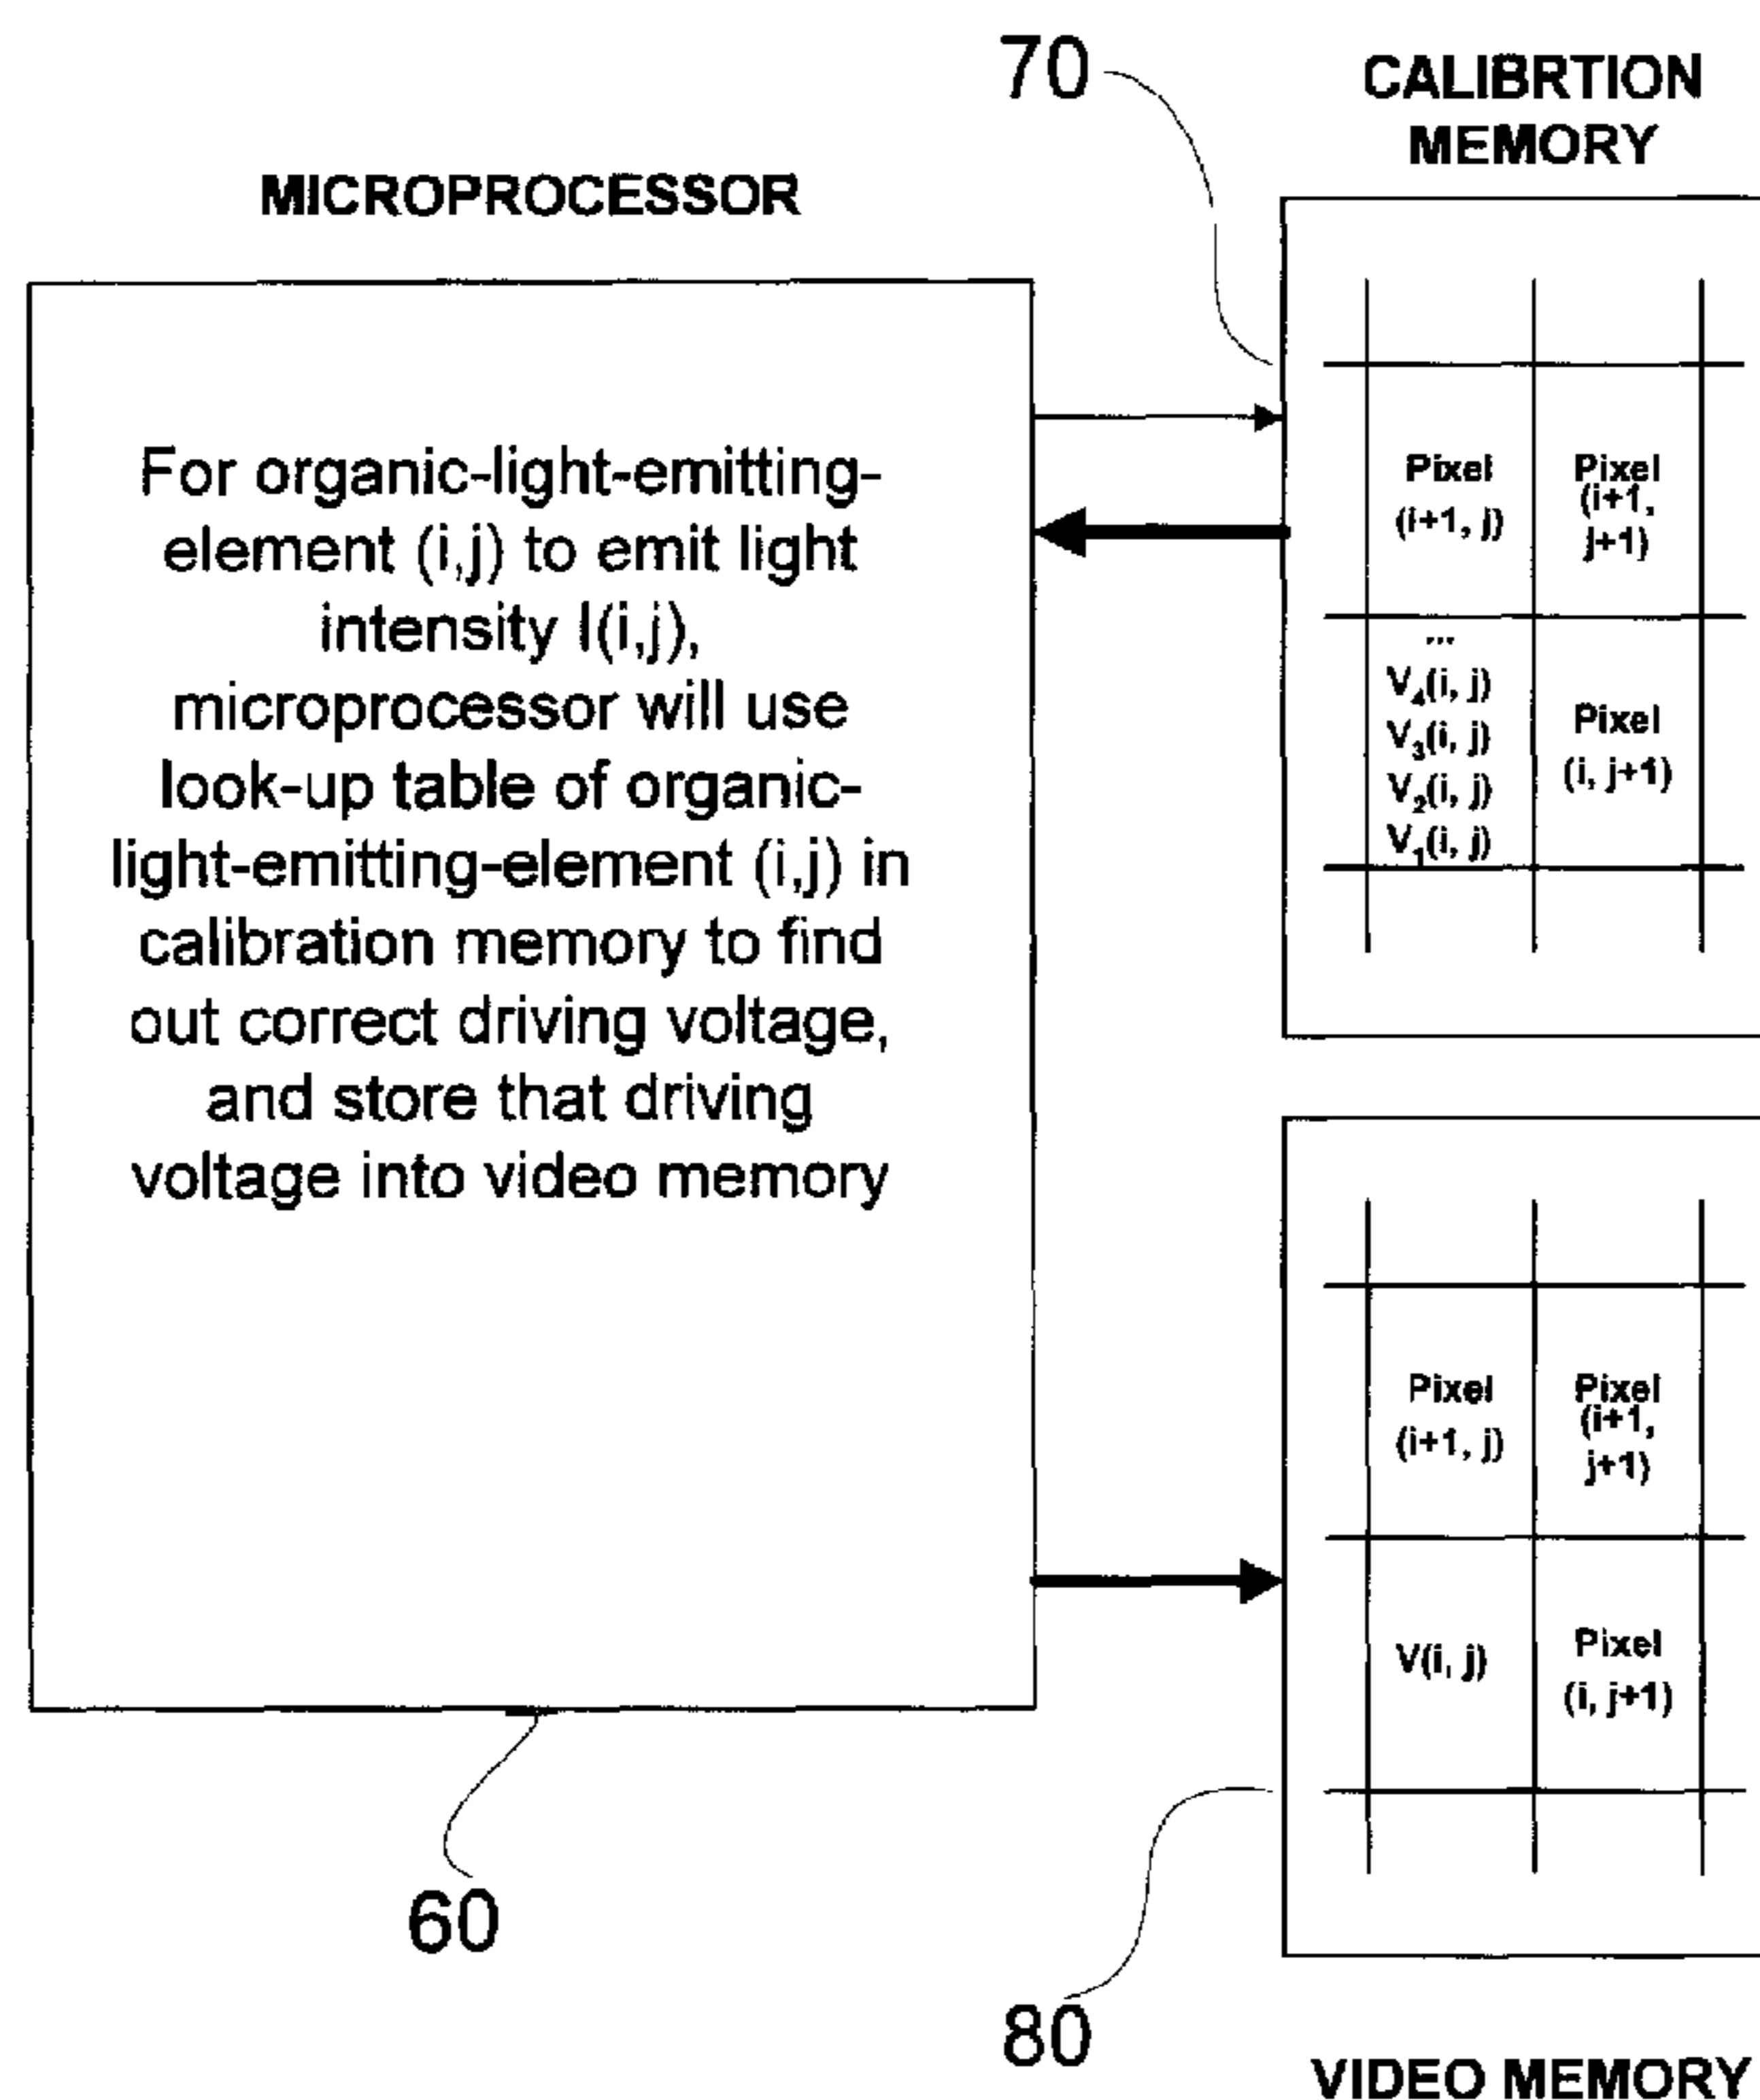 70
CALIBRTION
MEMORY
MICROPROCESSOR
For organic-light-emitting-
element (i,j) to emit light
intensity I(i,j),
microprocessor will use
look-up table of organic-
light-emitting-element (i,j) in
calibration memory to find
out correct driving voltage,
and store that driving
voltage into video memory
Pixel
(i+1, j)
Pixel
(i+1,
j+1)
...
V₄(i, j)
V₃(i, j)
V₂(i, j)
V₁(i, j)
Pixel
(i, j+1)
Pixel
(i+1, j)
Pixel
(i+1,
j+1)
V(i, j)
Pixel
(i, j+1)
60
80
VIDEO MEMORY